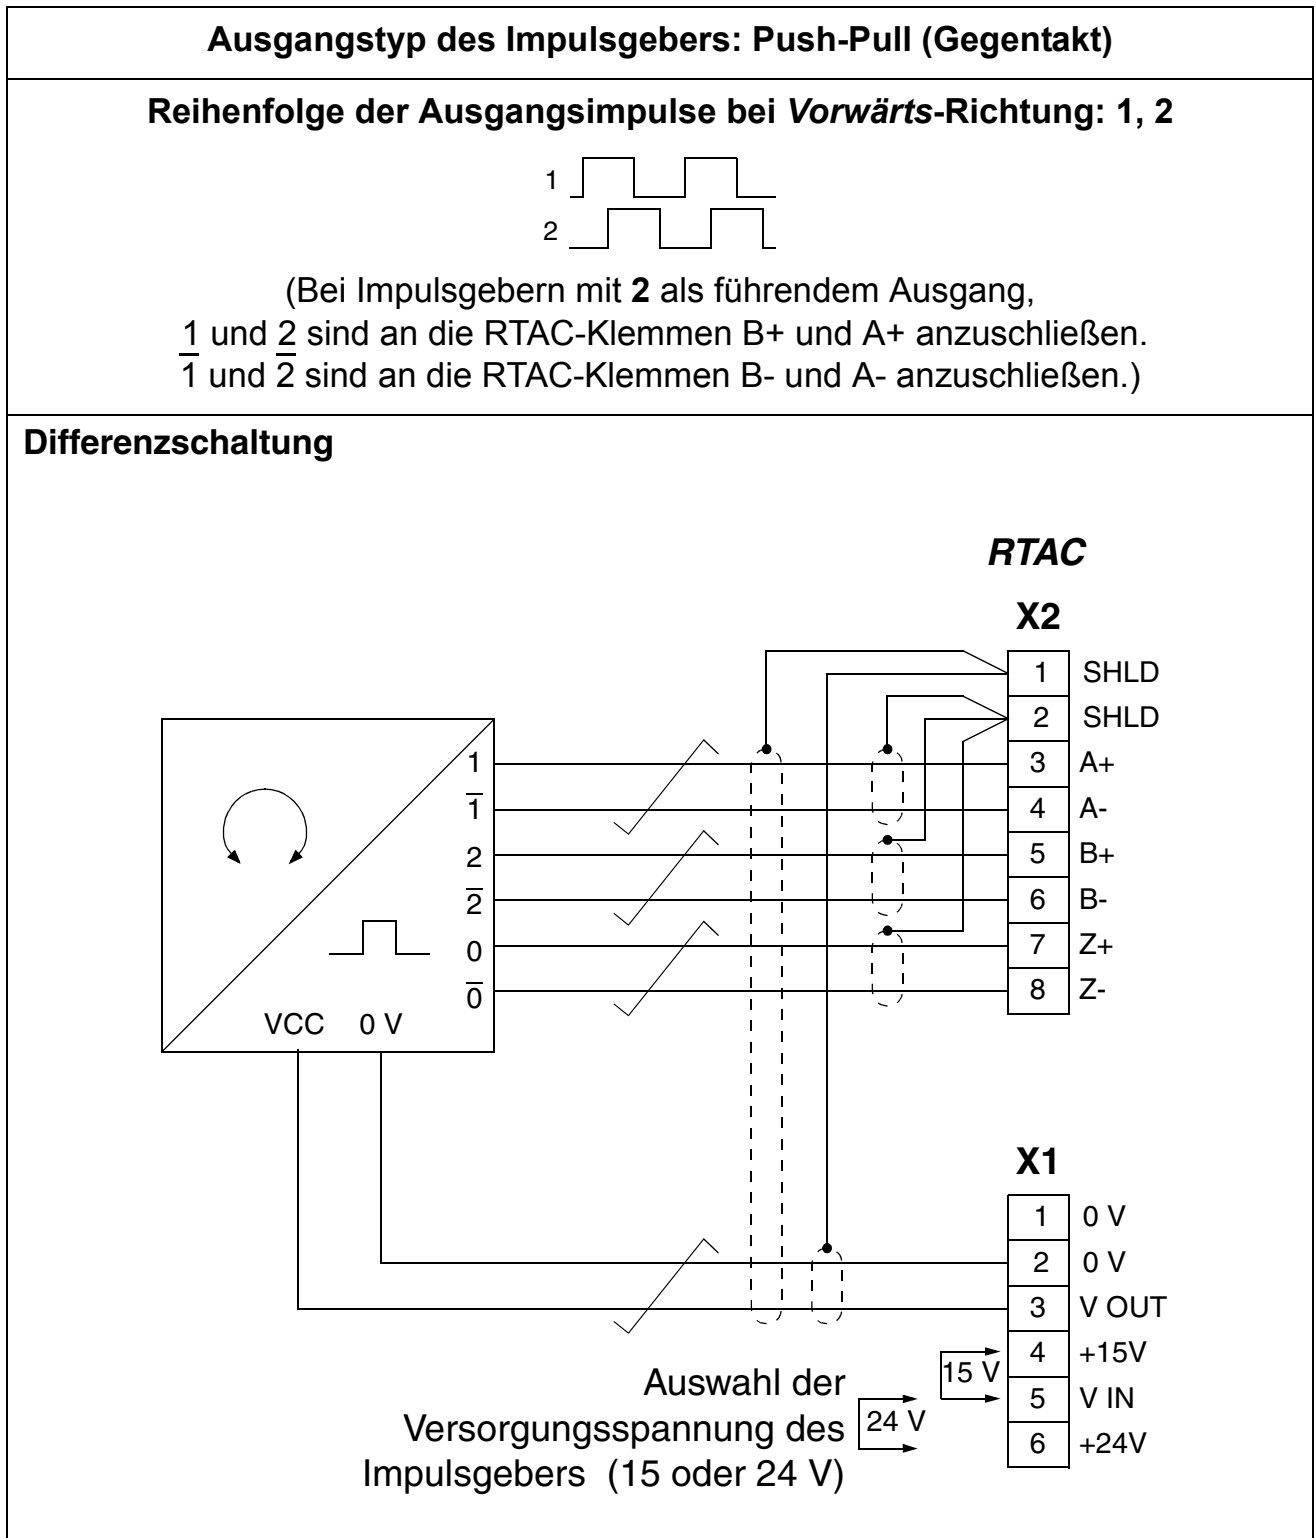 Ausgangstyp des Impulsgebers: Push-Pull (Gegentakt)
Reihenfolge der Ausgangsimpulse bei Vorwärts-Richtung: 1, 2
1
2
(Bei Impulsgebern mit 2 als führendem Ausgang,
1 und 2 sind an die RTAC-Klemmen B+ und A+ anzuschließen.
1̅ und 2̅ sind an die RTAC-Klemmen B- und A- anzuschließen.)
Differenzschaltung
RTAC
X2
1 SHLD
2 SHLD
1 3 A+
1̅ 4 A-
2 5 B+
2̅ 6 B-
0 7 Z+
0̅ 8 Z-
VCC 0 V
X1
1 0 V
2 0 V
3 V OUT
4 +15V
15 V
5 V IN
24 V
6 +24V
Auswahl der
Versorgungsspannung des
Impulsgebers (15 oder 24 V)